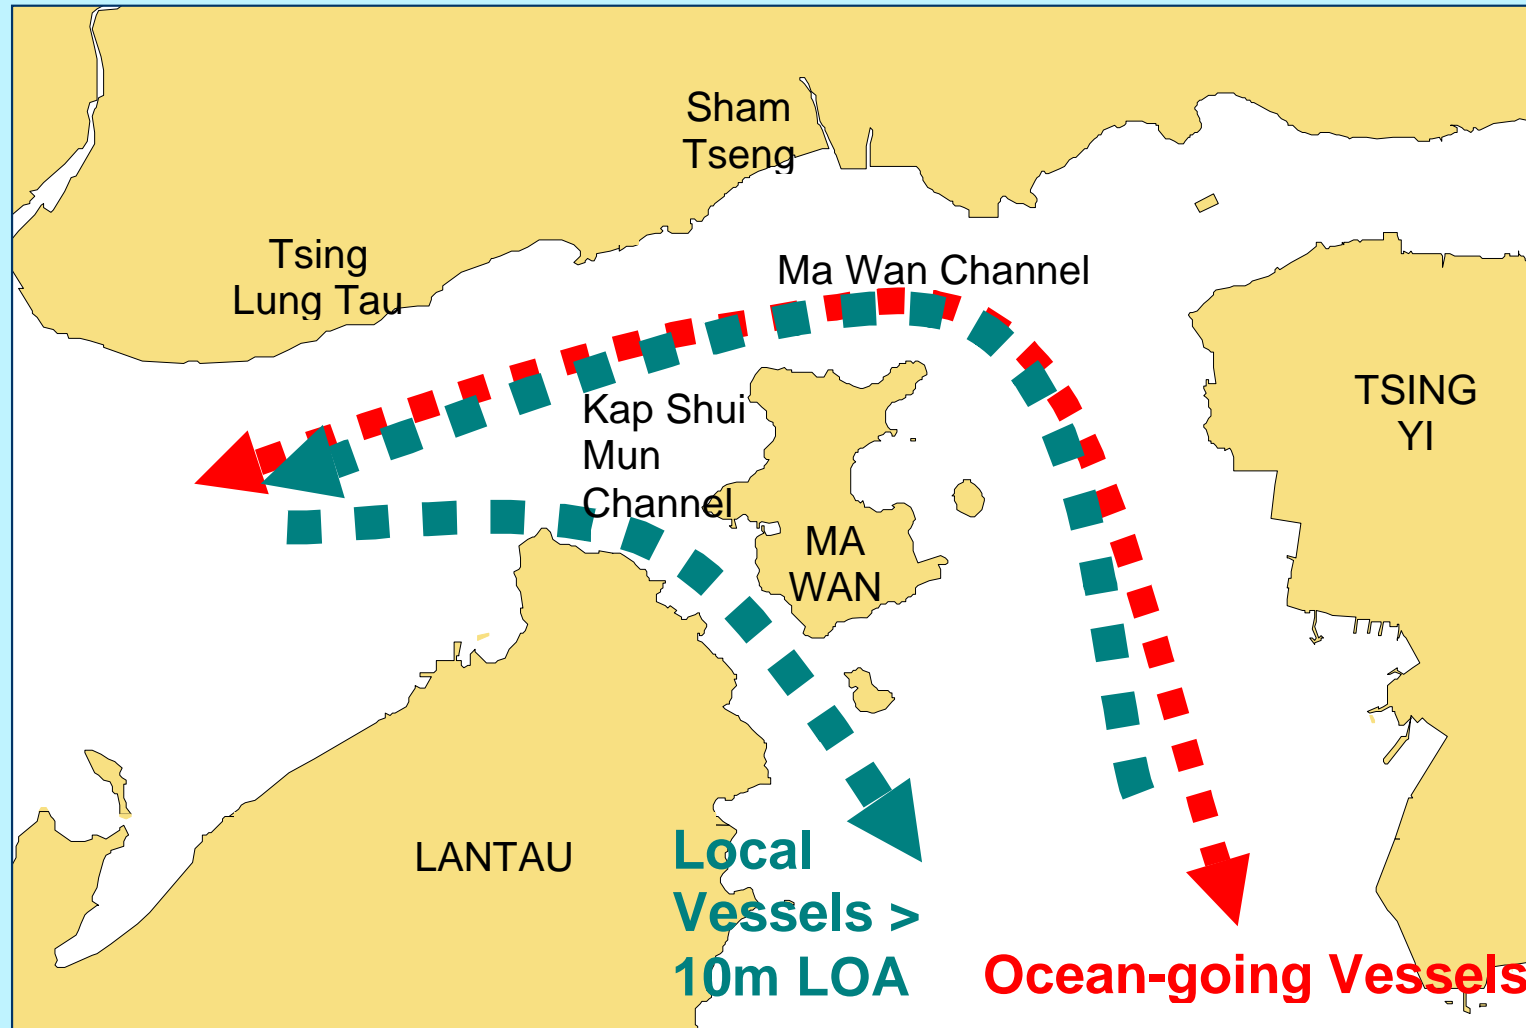 Sham
Tseng
Tsing
Lung Tau
Ma Wan Channel
Kap Shui
Mun
Channel
TSING
YI
MA
WAN
LANTAU
Local
Vessels >
10m LOA
Ocean-going Vessels